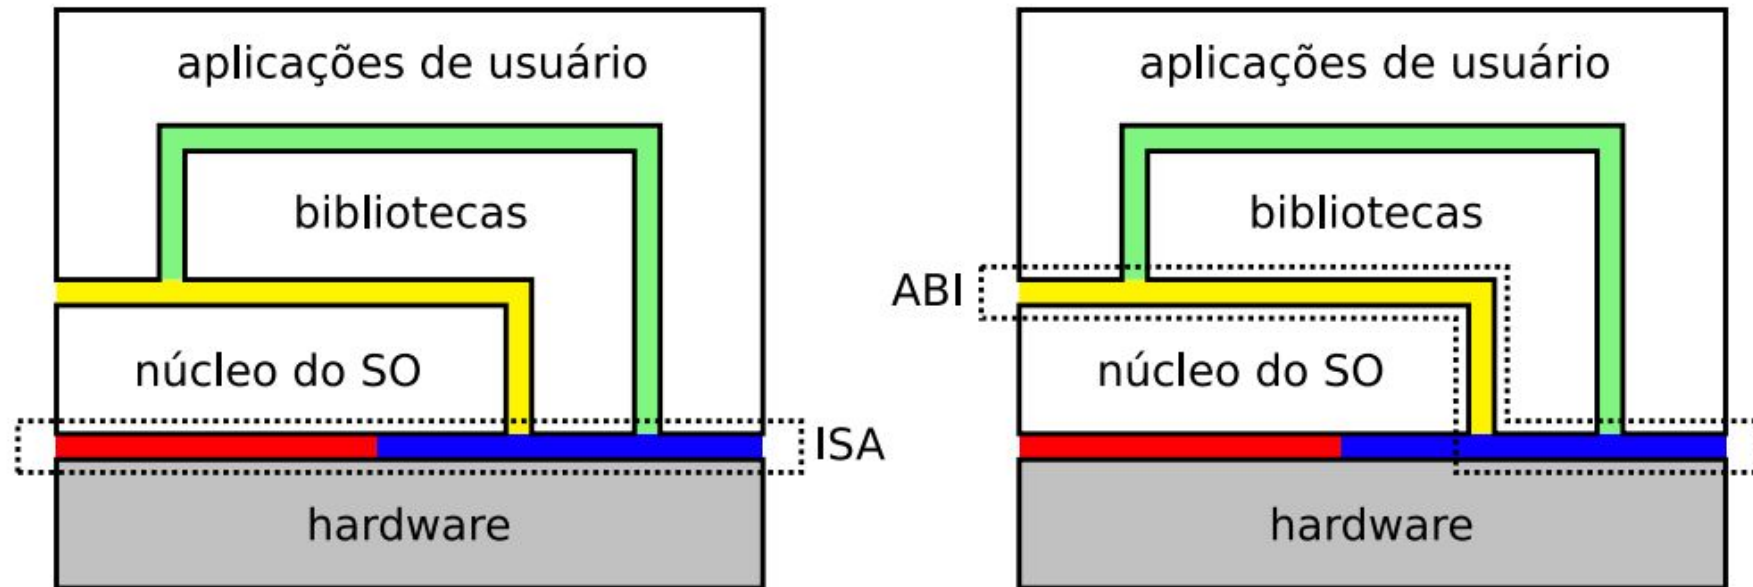 aplicações de usuário
bibliotecas
núcleo do SO
ISA
hardware
aplicações de usuário
bibliotecas
ABI
núcleo do SO
hardware